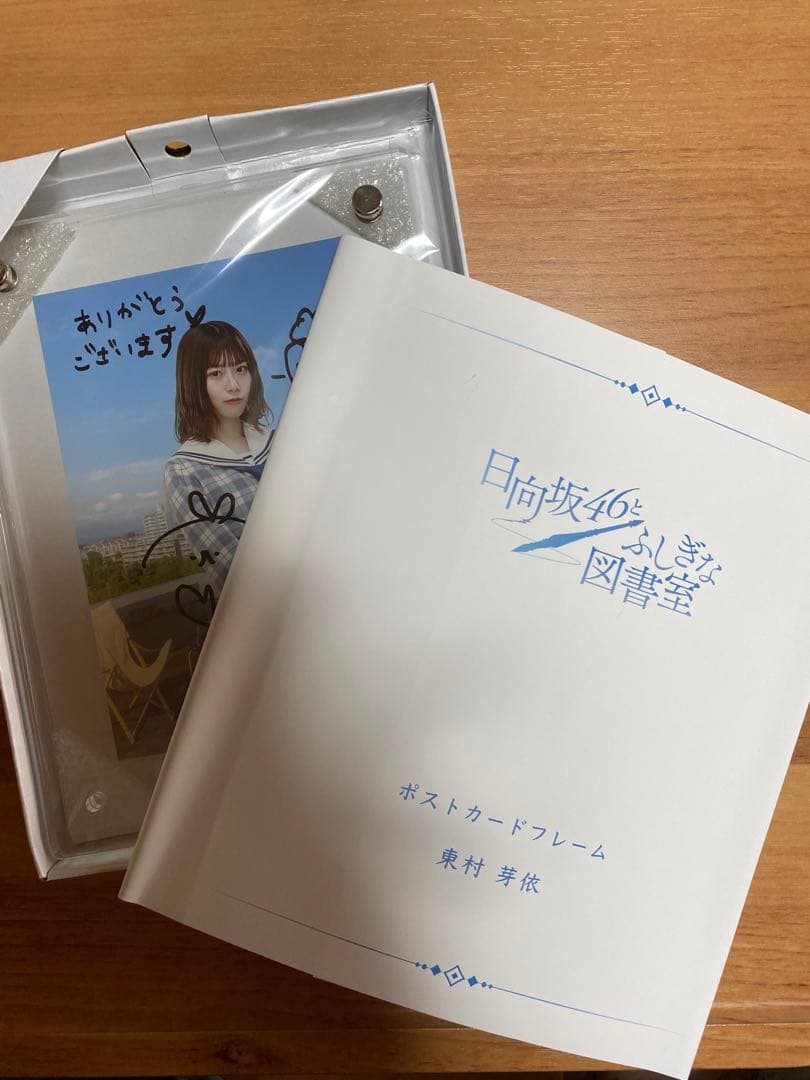 ありがとう
ございます
日向坂46と
ふしぎな
図書室
ポストカードフレーム
東村 芽依